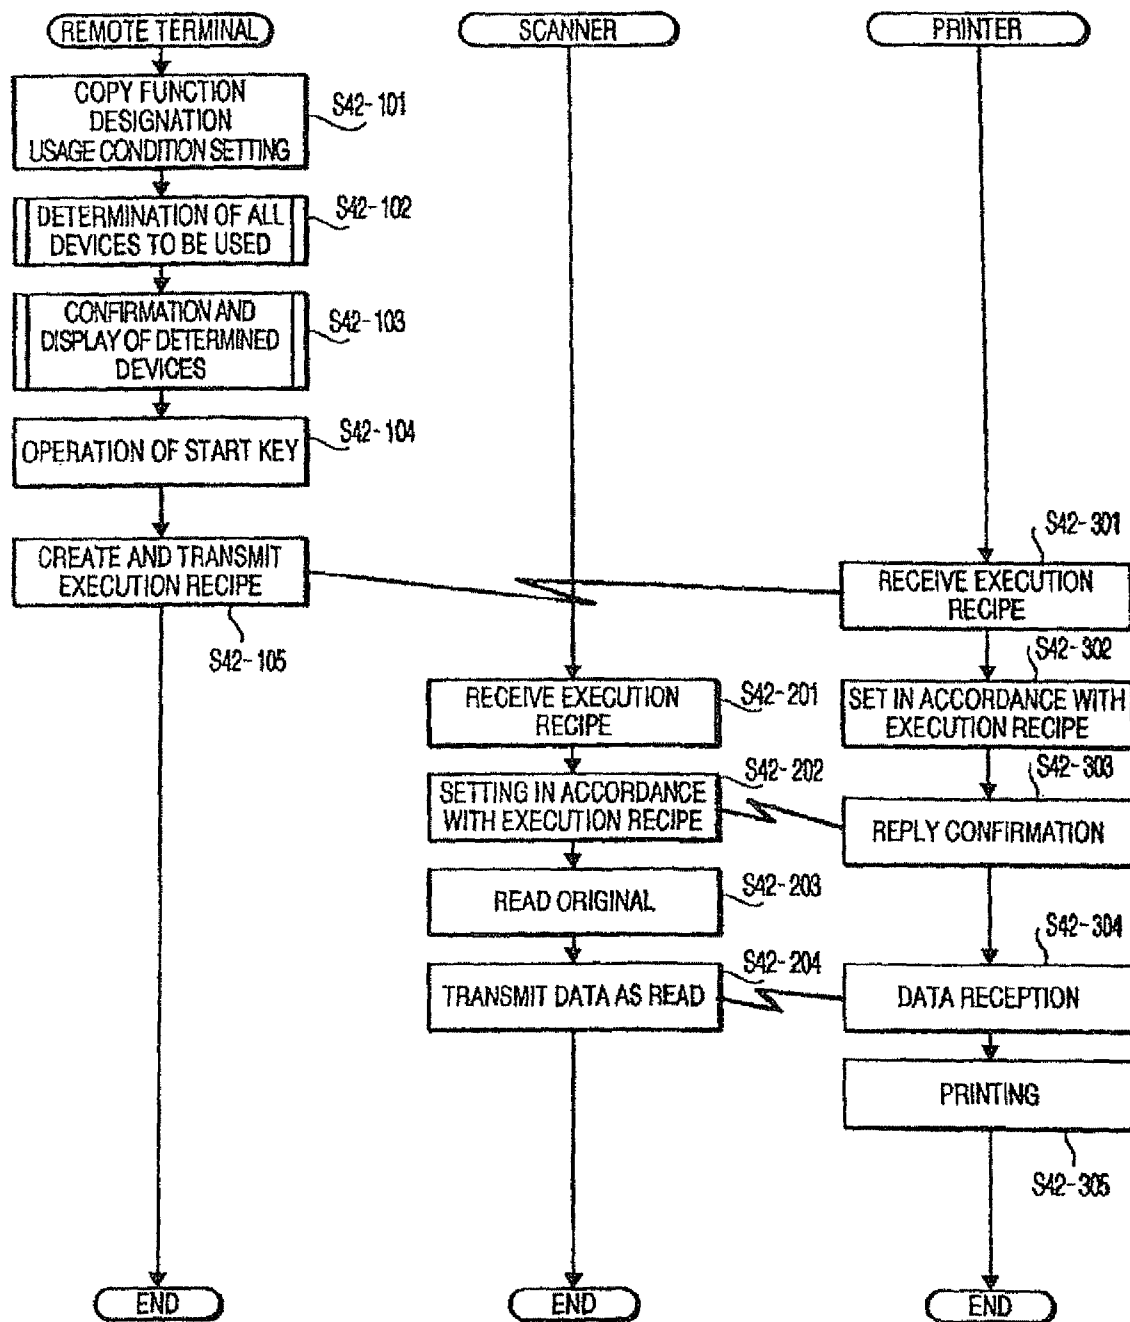 REMOTE TERMINAL
SCANNER
PRINTER
COPY FUNCTION
DESIGNATION
USAGE CONDITION SETTING
S42-101
DETERMINATION OF ALL
DEVICES TO BE USED
S42-102
CONFIRMATION AND
DISPLAY OF DETERMINED
DEVICES
S42-103
OPERATION OF START KEY
S42-104
CREATE AND TRANSMIT
EXECUTION RECIPE
S42-105
S42-301
RECEIVE EXECUTION
RECIPE
S42-302
RECEIVE EXECUTION
RECIPE
S42-201
SET IN ACCORDANCE WITH
EXECUTION RECIPE
S42-303
SETTING IN ACCORDANCE
WITH EXECUTION RECIPE
S42-202
REPLY CONFIRMATION
READ ORIGINAL
S42-203
S42-304
TRANSMIT DATA AS READ
S42-204
DATA RECEPTION
PRINTING
S42-305
END
END
END